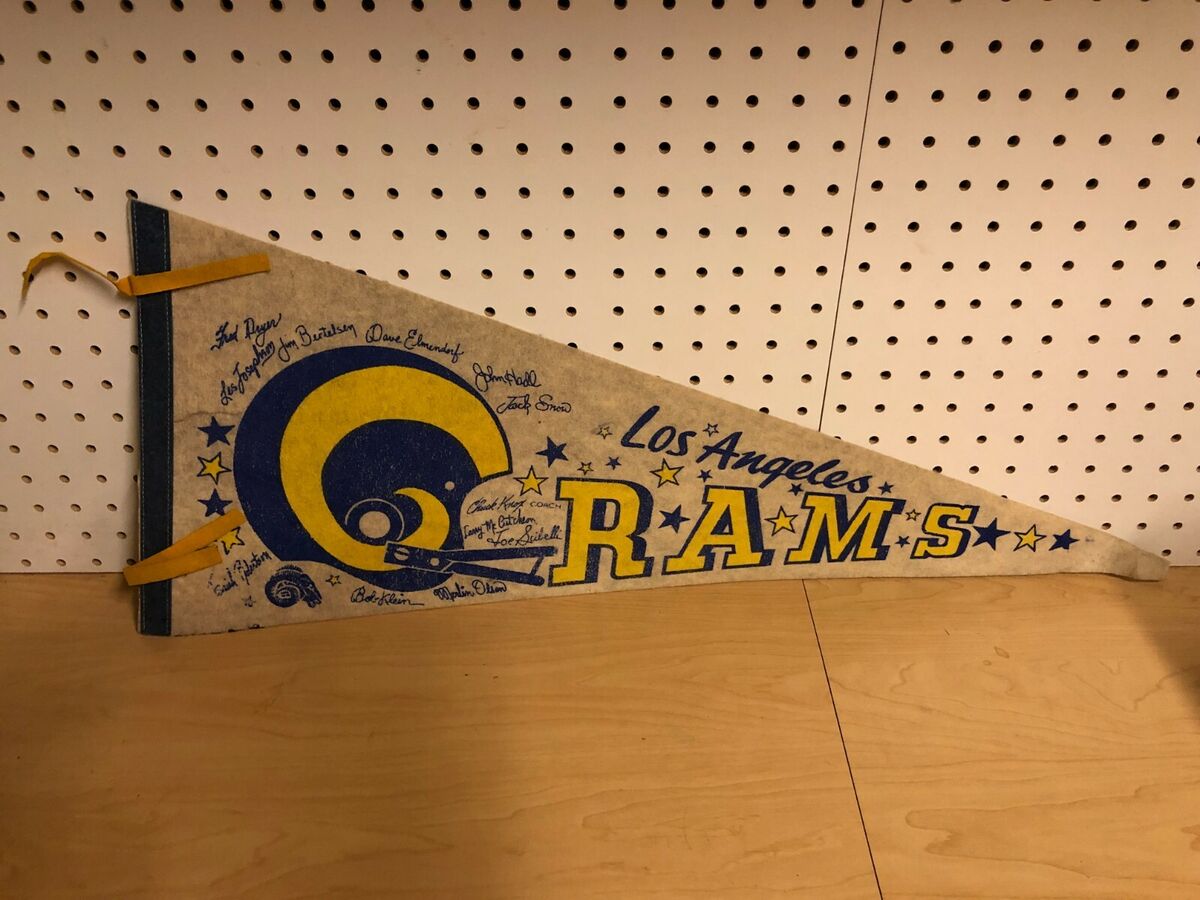 Fred Dryer
Les Josephson
Jim Bertelsen
Dave Elmendorf
John Hadl
Jack Snow
Los Angeles
RAMS
Chuck Knox COACH
Larry McCutcheon
Joe Scibelli
Merlin Olsen
Bob Klein